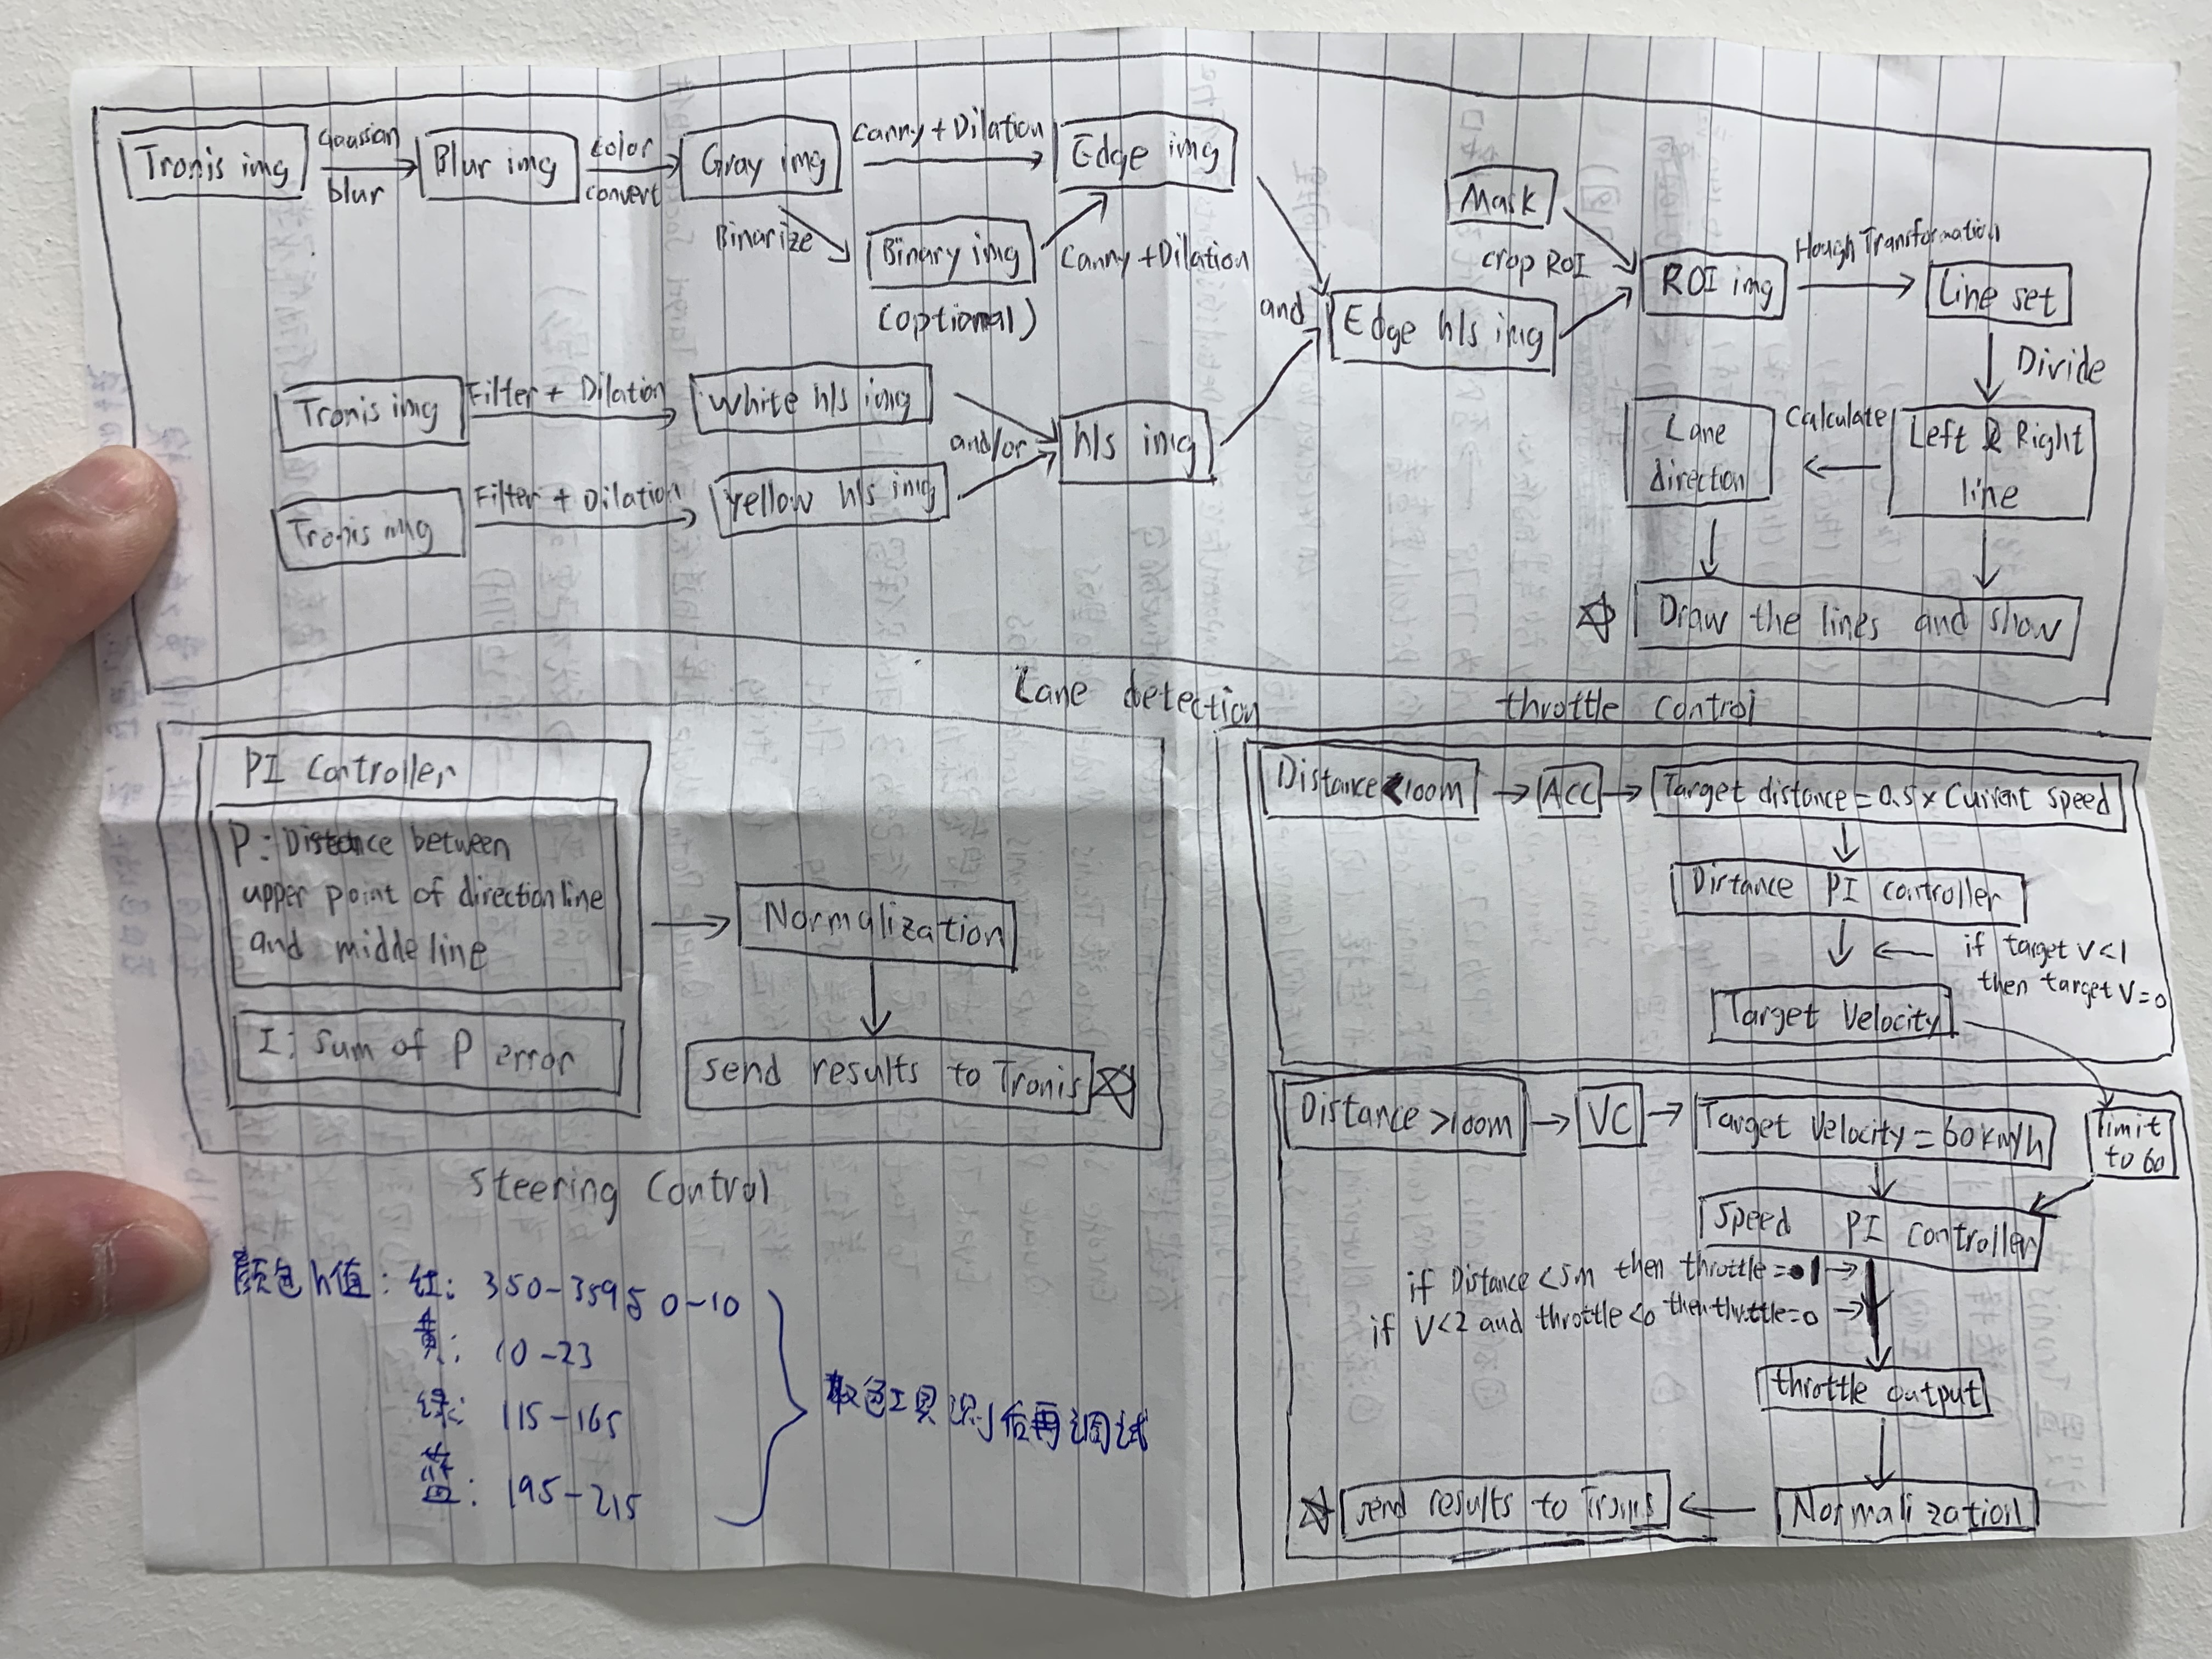 Tronis img
Gaussian
blur
Blur img
color
convert
Gray img
Canny + Dilation
Edge img
Binarize
Binary img
(optional)
Canny + Dilation
Tronis img
Filter + Dilation
white hls img
Tronis img
Filter + Dilation
yellow hls img
and/or
hls img
and
Edge hls img
Mask
crop ROI
ROI img
Hough Transformation
Line set
Divide
Left & Right
line
Calculate
Lane
direction
Draw the lines and show
Lane detection
PI Controller
P: Distance between
upper point of direction line
and midde line
I: Sum of P error
Normalization
send results to Tronis
Steering Control
颜色h值: 红: 350-359 5 0-10
黄: 10-23
绿: 115-165
蓝: 195-215
取色工具识别后再调试
throttle control
Distance<100m
ACC
Target distance = 0.5 x Current speed
Distance PI controller
if target V<1
then target V=0
Target Velocity
Distance >100m
VC
Target Velocity = 60 km/h
limit
to 60
Speed PI controller
if Distance < 5m then throttle = 1
if V<2 and throttle <0 then throttle=0
throttle output
Normalization
send results to Tronis